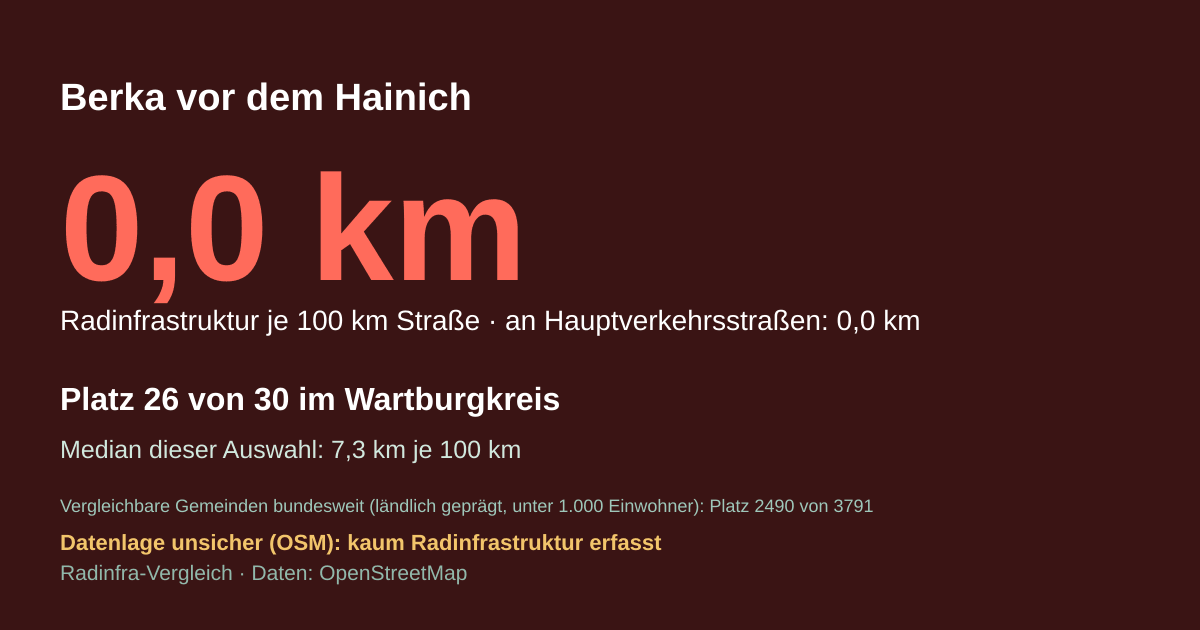 Berka vor dem Hainich
0,0 km
Radinfrastruktur je 100 km Straße · an Hauptverkehrsstraßen: 0,0 km
Platz 26 von 30 im Wartburgkreis
Median dieser Auswahl: 7,3 km je 100 km
Vergleichbare Gemeinden bundesweit (ländlich geprägt, unter 1.000 Einwohner): Platz 2490 von 3791
Datenlage unsicher (OSM): kaum Radinfrastruktur erfasst
Radinfra-Vergleich · Daten: OpenStreetMap